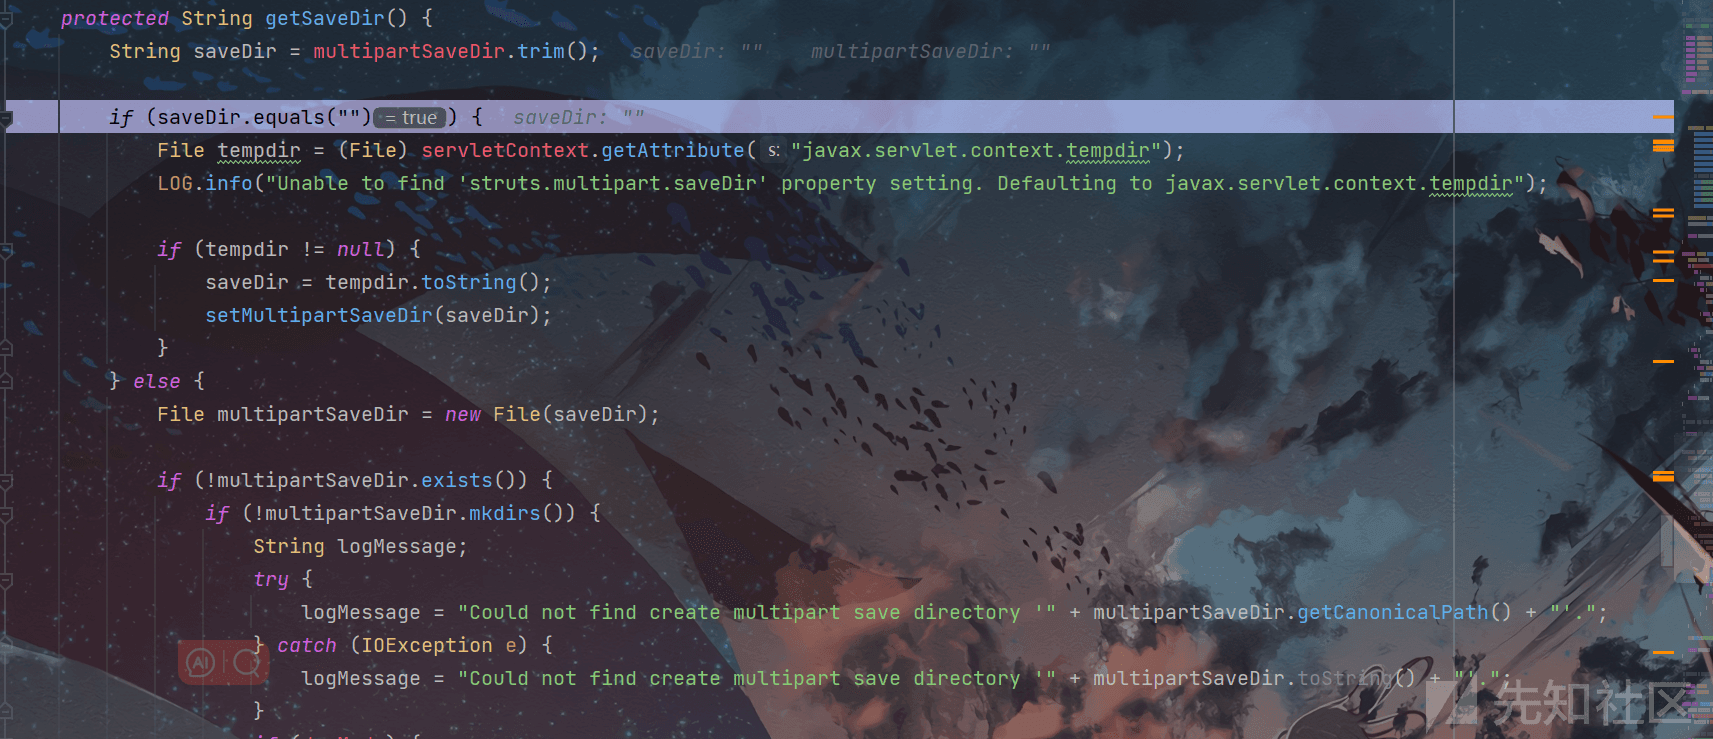 protected String getSaveDir() {
String saveDir = multipartSaveDir.trim();   saveDir: ""    multipartSaveDir: ""
if (saveDir.equals("") = true ) {   saveDir: ""
File tempdir = (File) servletContext.getAttribute( s: "javax.servlet.context.tempdir");
LOG.info("Unable to find 'struts.multipart.saveDir' property setting. Defaulting to javax.servlet.context.tempdir");
if (tempdir != null) {
saveDir = tempdir.toString();
setMultipartSaveDir(saveDir);
}
} else {
File multipartSaveDir = new File(saveDir);
if (!multipartSaveDir.exists()) {
if (!multipartSaveDir.mkdirs()) {
String logMessage;
try {
logMessage = "Could not find create multipart save directory '" + multipartSaveDir.getCanonicalPath() + "'.";
} catch (IOException e) {
logMessage = "Could not find create multipart save directory '" + multipartSaveDir.toString() + "'.";
}
AI
先知社区